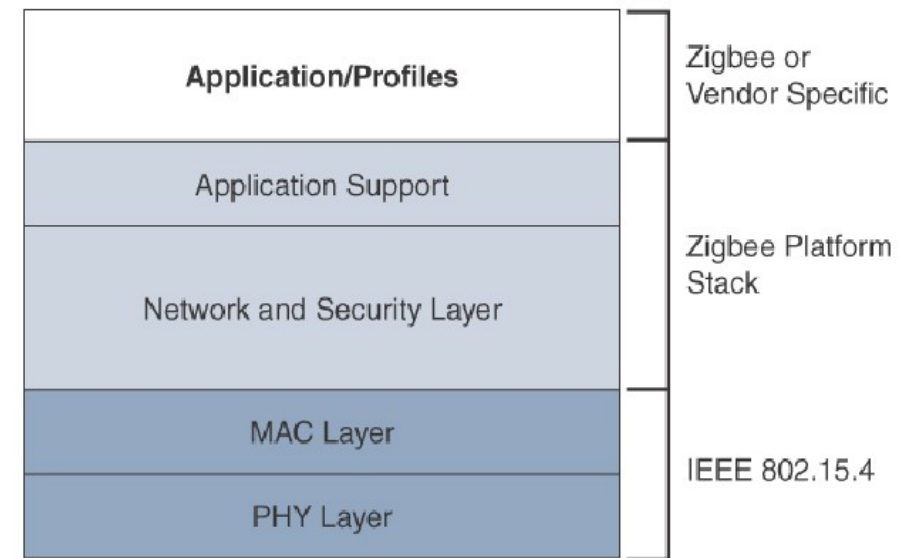 Application/Profiles
Zigbee or
Vendor Specific
Application Support
Network and Security Layer
Zigbee Platform
Stack
MAC Layer
PHY Layer
IEEE 802.15.4